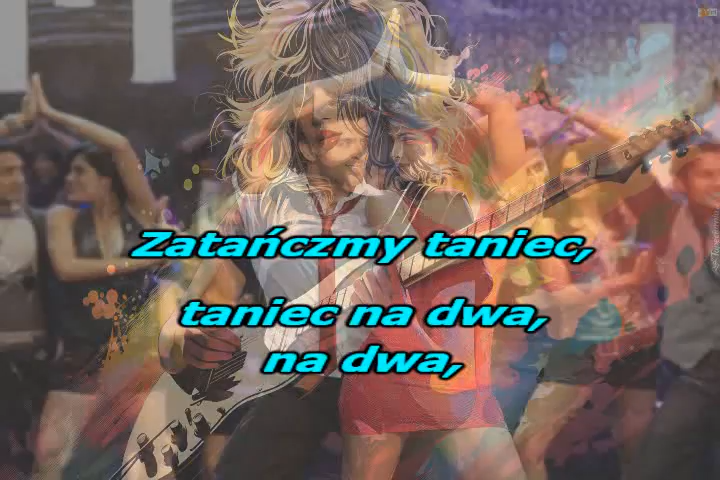 Zatańczmy taniec,
taniec na dwa,
na dwa,